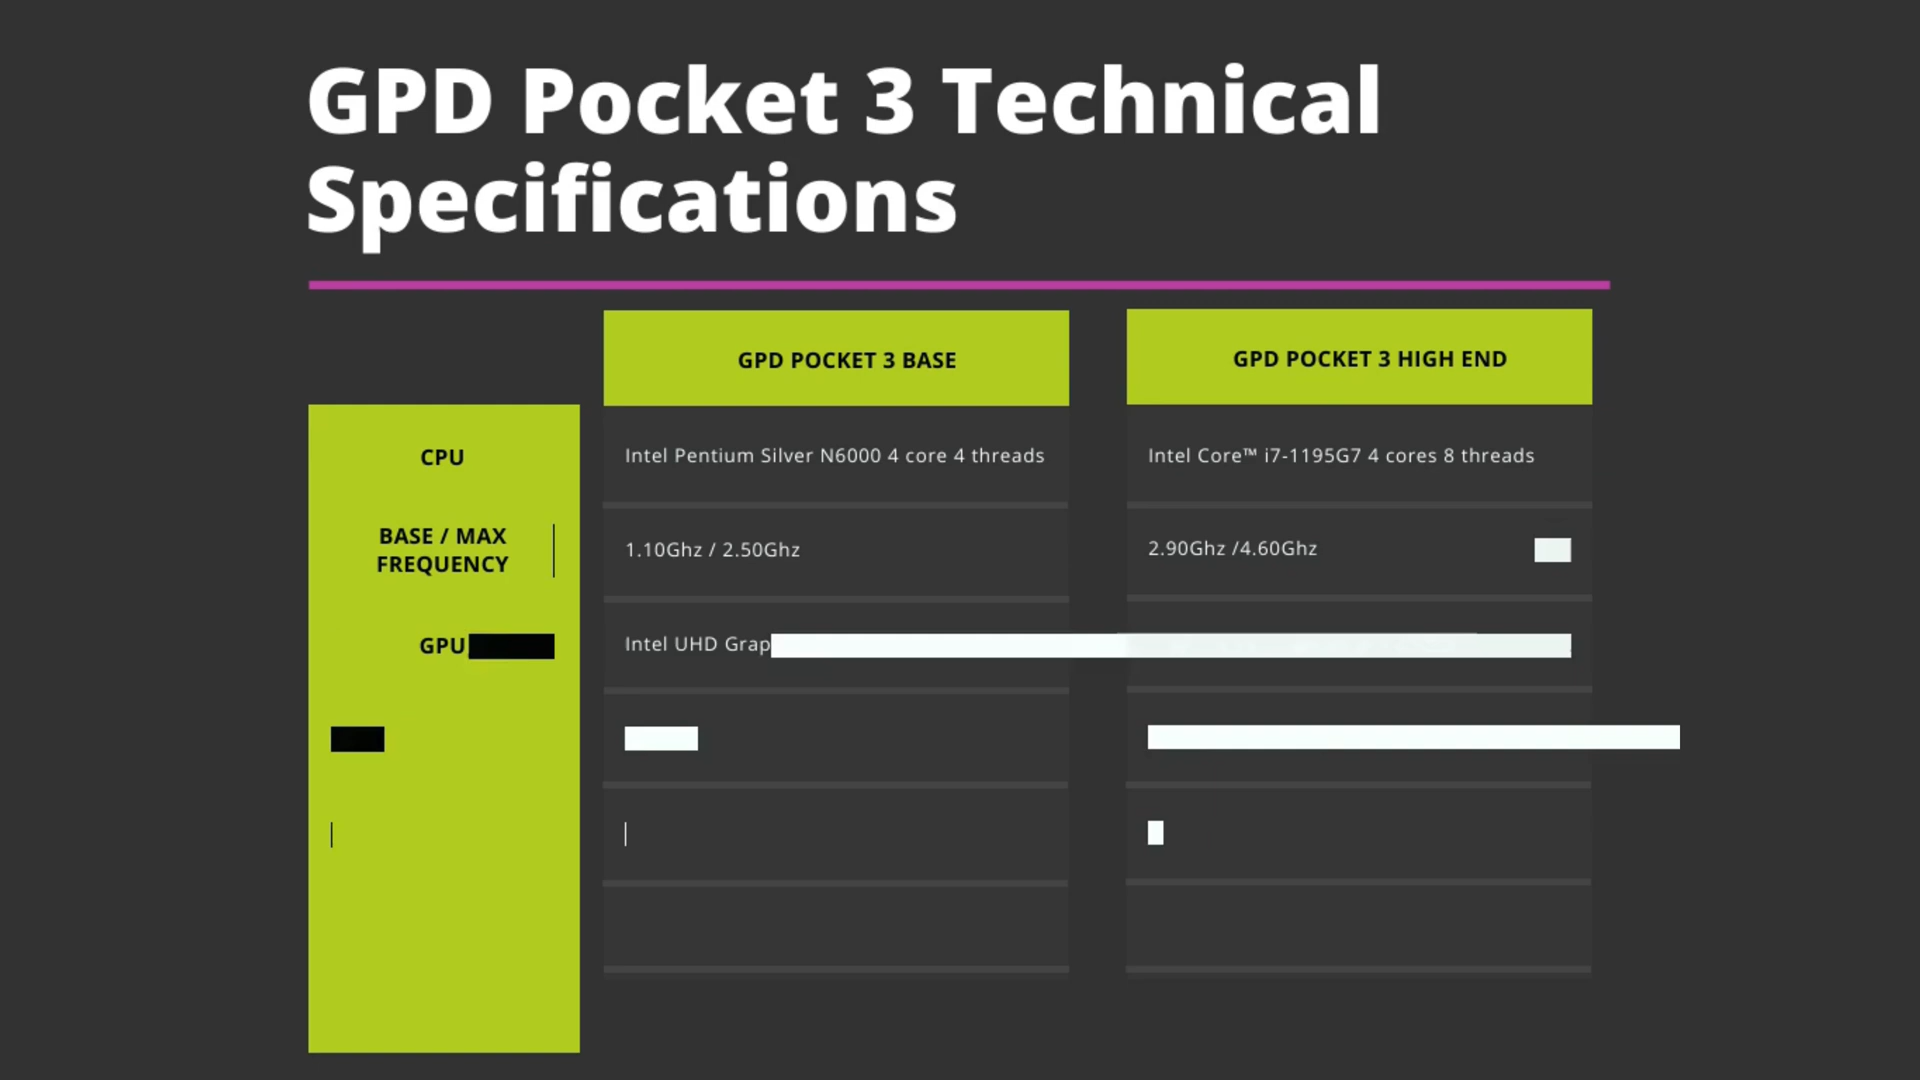 GPD Pocket 3 Technical
Specifications
GPD POCKET 3 BASE
GPD POCKET 3 HIGH END
CPU
Intel Pentium Silver N6000 4 core 4 threads
Intel Core™ i7-1195G7 4 cores 8 threads
BASE / MAX
FREQUENCY
1.10Ghz / 2.50Ghz
2.90Ghz /4.60Ghz
GPU
Intel UHD Grap